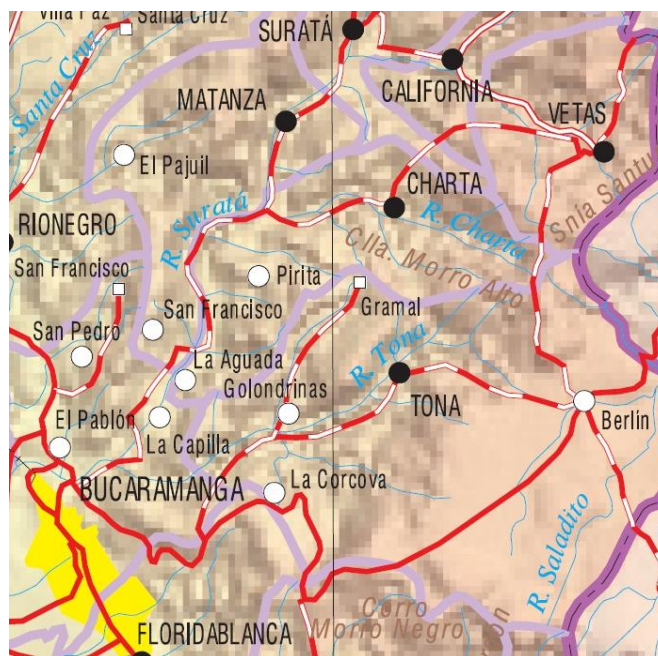 Villa Paz
Santa Cruz
SURATÁ
Santa Cruz
CALIFORNIA
MATANZA
VETAS
El Pajuil
CHARTA
R. Suratá
R. Charta
Snía Santu
RIONEGRO
San Francisco
Pirita
Clla. Morro Alto
Gramal
San Francisco
San Pedro
R. Tona
La Aguada
Golondrinas
TONA
Berlín
El Pablón
La Capilla
BUCARAMANGA
La Corcova
R. Saladito
Cerro
Morro Negro
FLORIDABLANCA